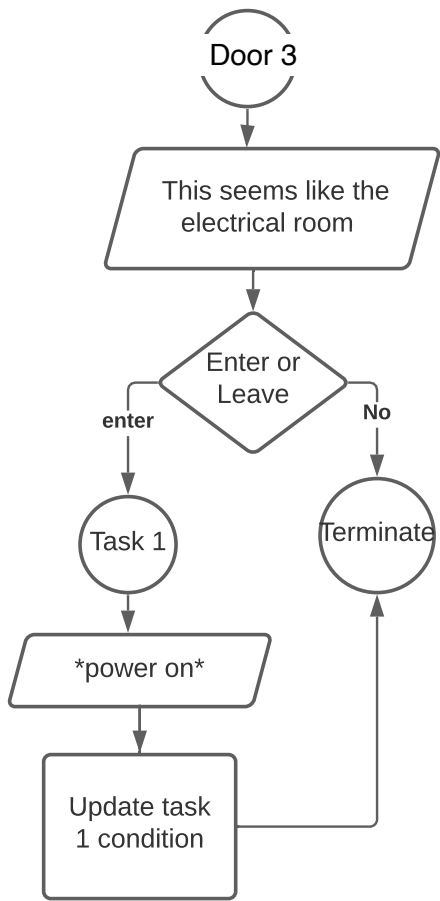 Door 3
This seems like the
electrical room
Enter or
Leave
enter
No
Task 1
Terminate
*power on*
Update task
1 condition